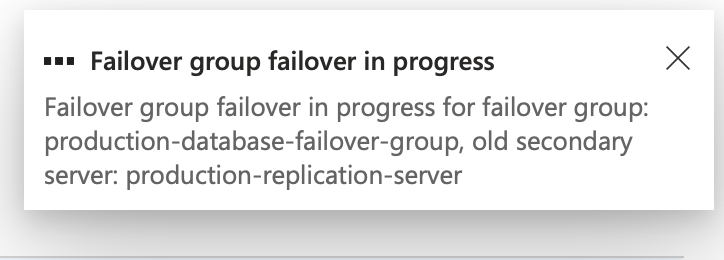 Failover group failover in progress
Failover group failover in progress for failover group:
production-database-failover-group, old secondary
server: production-replication-server